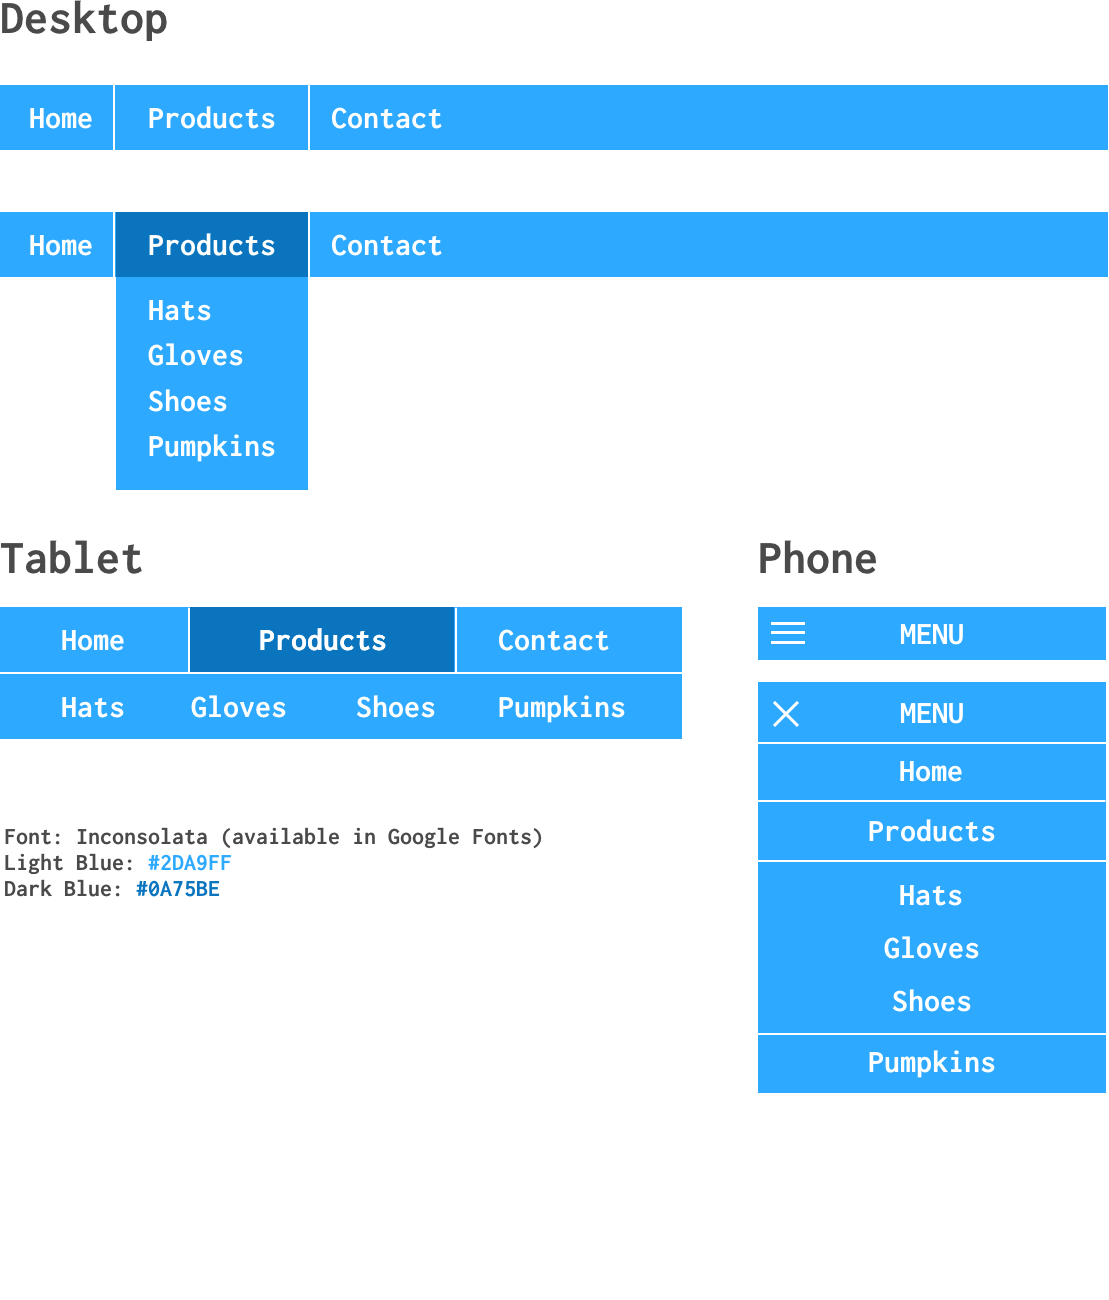 Desktop
Home Products Contact
Home Products Contact
Hats
Gloves
Shoes
Pumpkins
Tablet
Home Products Contact
Hats Gloves Shoes Pumpkins
Font: Inconsolata (available in Google Fonts)
Light Blue: #2DA9FF
Dark Blue: #0A75BE
Phone
MENU
MENU
Home
Products
Hats
Gloves
Shoes
Pumpkins